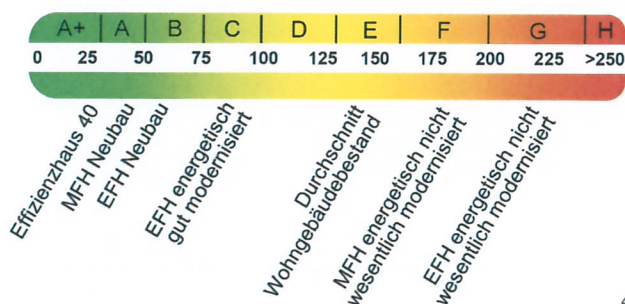 A+ A B C D E F G H
0 25 50 75 100 125 150 175 200 225 >250
Effizienzhaus 40
MFH Neubau
EFH Neubau
EFH energetisch
gut modernisiert
Durchschnitt
Wohngebäudebestand
MFH energetisch nicht
wesentlich modernisiert
EFH energetisch nicht
wesentlich modernisiert